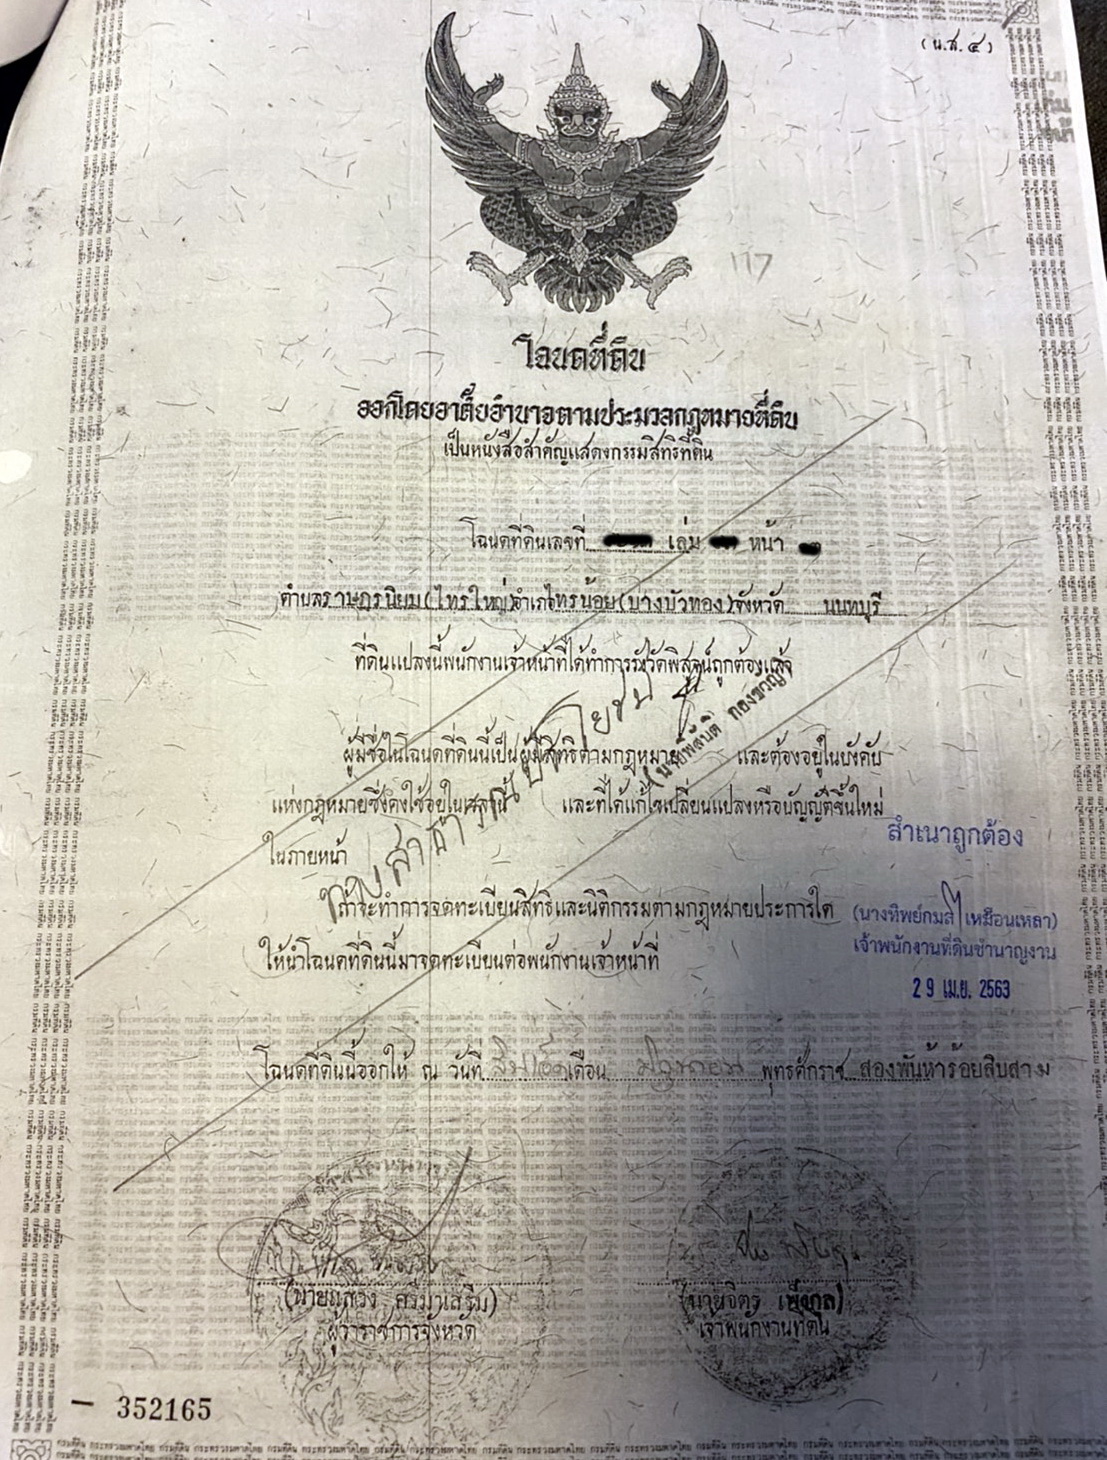 (น.ส.๔)
117
โฉนดที่ดิน
ออกโดยอาศัยอำนาจตามประมวลกฎหมายที่ดิน
เป็นหนังสือสำคัญแสดงกรรมสิทธิ์ที่ดิน
โฉนดที่ดินเลขที่ เล่ม หน้า
ตำบลราษฎรนิยม(ไทรใหญ่)อำเภอไทรน้อย(บางบัวทอง)จังหวัด นนทบุรี
ที่ดินแปลงนี้พนักงานเจ้าหน้าที่ได้ทำการรังวัดพิสูจน์ถูกต้องแล้ว
ผู้มีชื่อในโฉนดที่ดินนี้เป็นผู้มีสิทธิตามกฎหมาย และต้องอยู่ในบังคับ
แห่งกฎหมายซึ่งคงใช้อยู่ในเวลานี้ และที่ได้แก้ไขเปลี่ยนแปลงหรือบัญญัติขึ้นใหม่
ในภายหน้า
สำเนาถูกต้อง
ถ้าจะทำการจดทะเบียนสิทธิและนิติกรรมตามกฎหมายประการใด
ให้นำโฉนดที่ดินนี้มาจดทะเบียนต่อพนักงานเจ้าหน้าที่
(นางทิพย์กมล เหมือนเหลา)
เจ้าพนักงานที่ดินชำนาญงาน
29 เม.ย. 2563
โฉนดที่ดินนี้ออกให้ ณ วันที่ สิบเอ็ด เดือน พุทธศักราช สองพันห้าร้อยสิบสาม
ผู้ว่าราชการจังหวัด
เจ้าพนักงานที่ดิน
352165